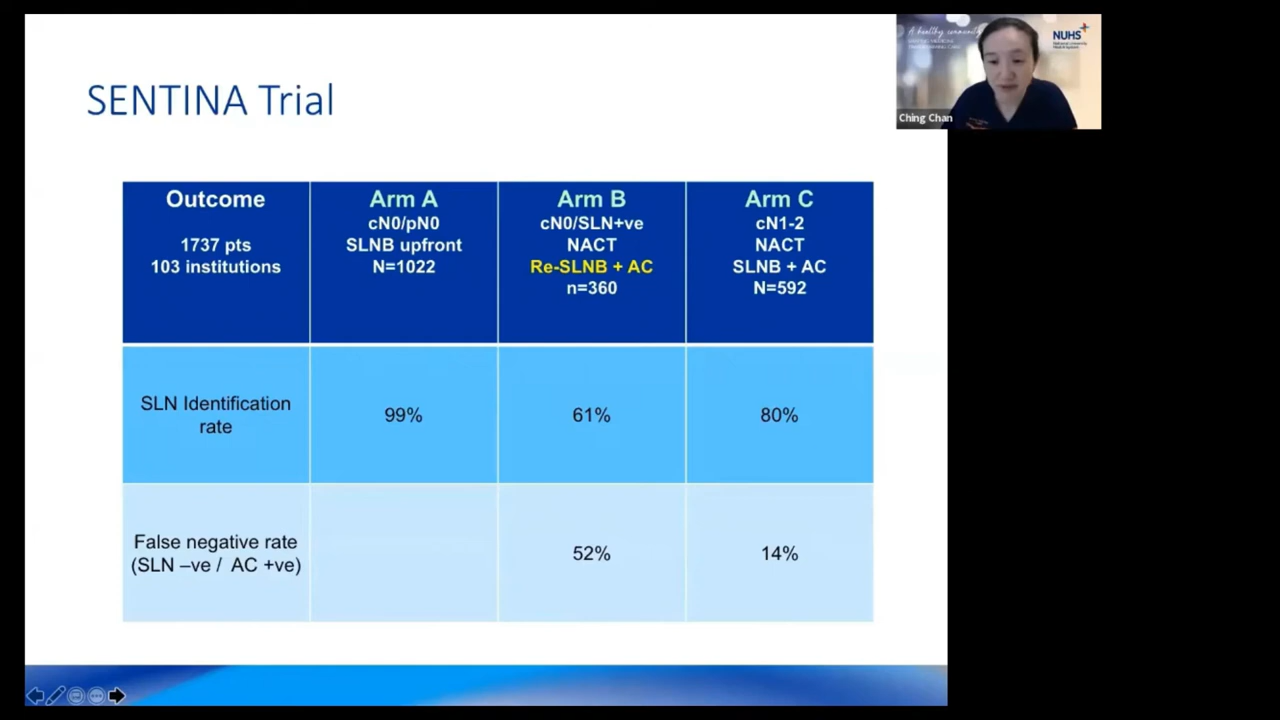 SENTINA Trial
Outcome
1737 pts
103 institutions
Arm A
cN0/pN0
SLNB upfront
N=1022
Arm B
cN0/SLN+ve
NACT
Re-SLNB + AC
n=360
Arm C
cN1-2
NACT
SLNB + AC
N=592
SLN Identification
rate
99%
61%
80%
False negative rate
(SLN –ve / AC +ve)
52%
14%
A healthy community
NUHS
Ching Chan